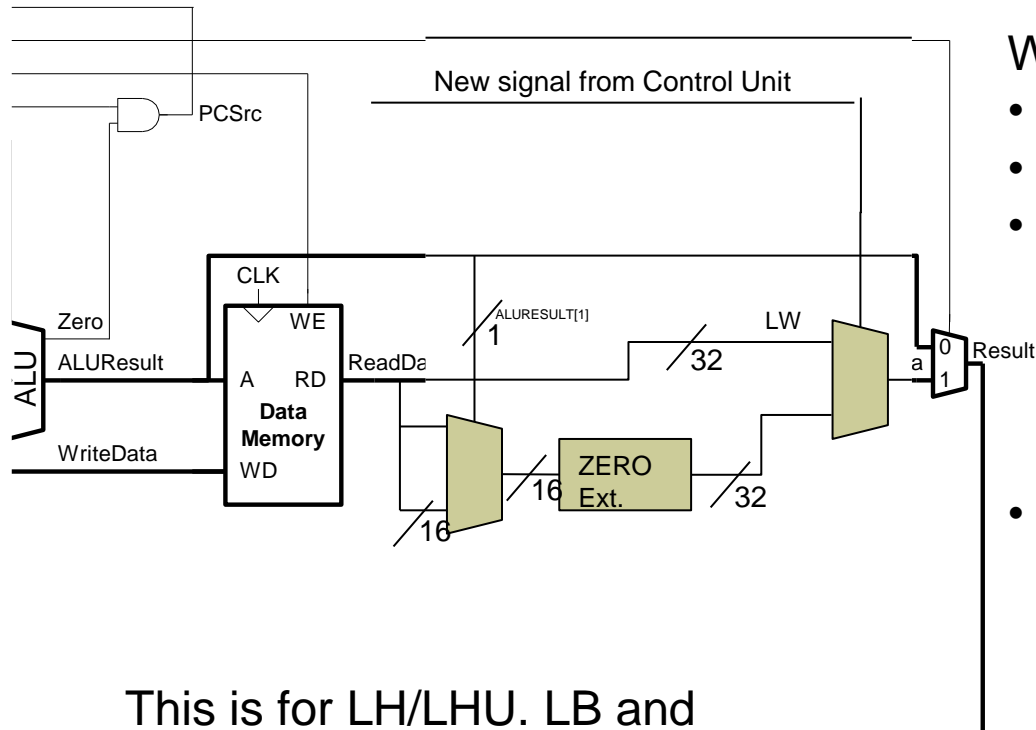 W
New signal from Control Unit
•
PCSrc
•
•
CLK
Zero
WE
ALURESULT[1]
1
LW
ALU
ALUResult
ReadDa
32
a
0
Result
A
RD
1
Data
Memory
WriteData
WD
16
ZERO
Ext.
32
16
•
This is for LH/LHU. LB and